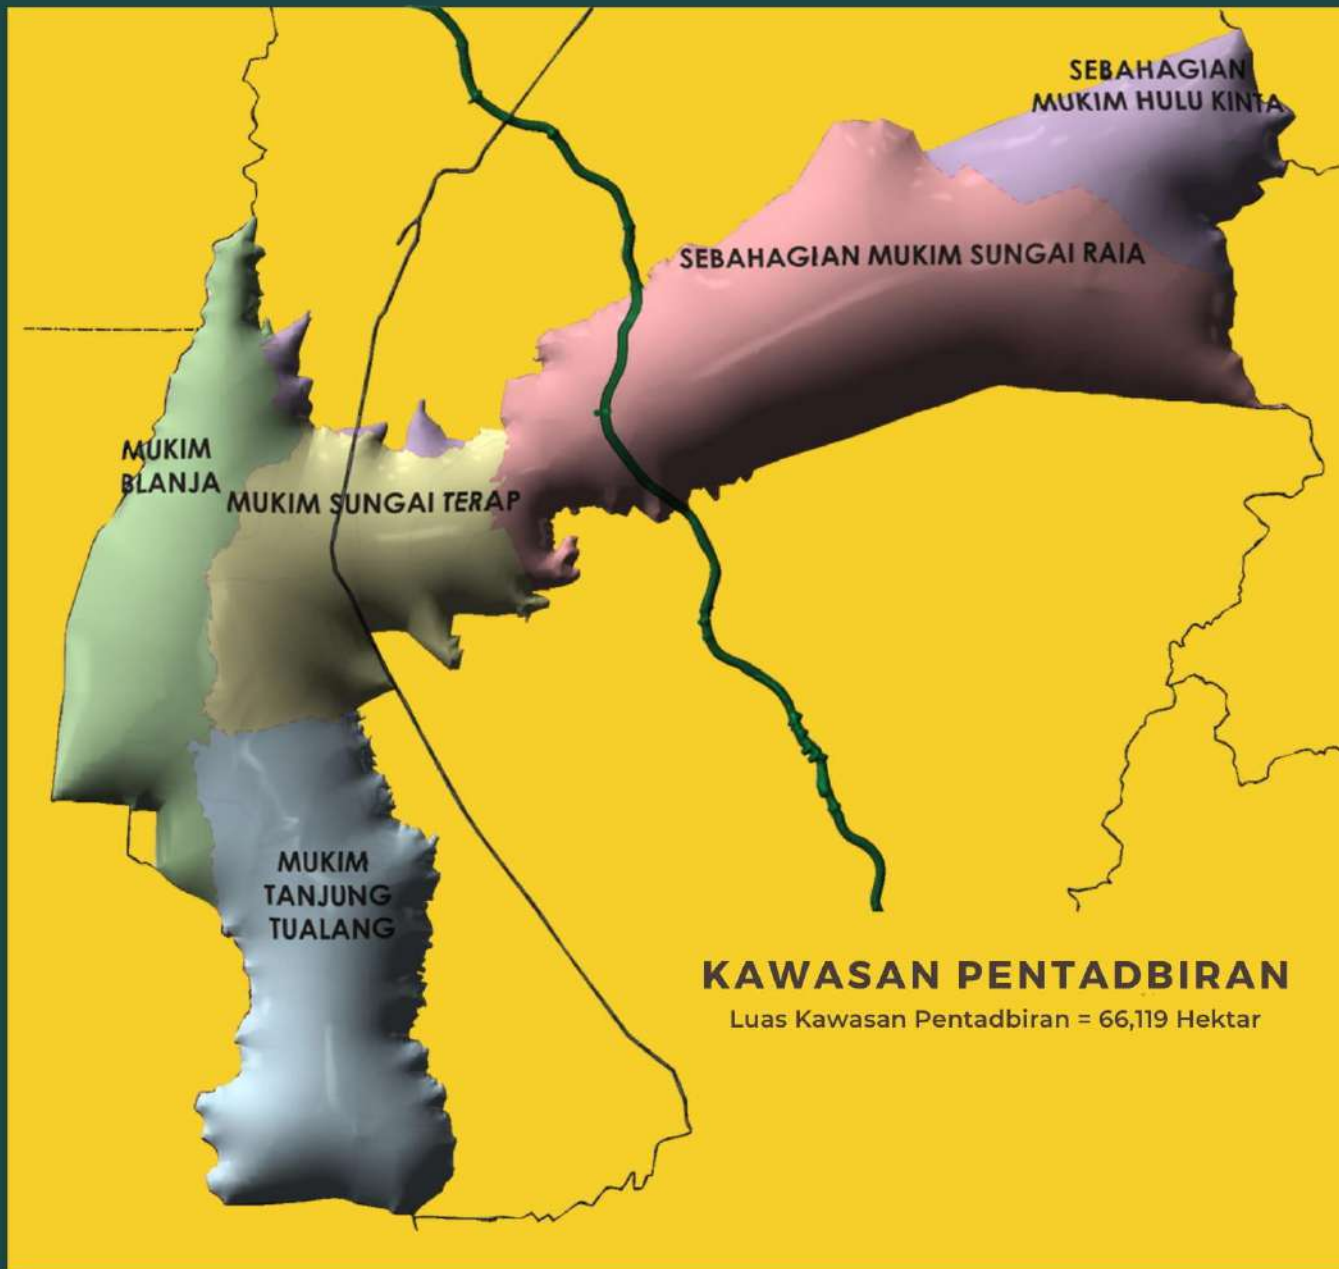 SEBAHAGIAN
MUKIM HULU KINTA
SEBAHAGIAN MUKIM SUNGAI RAIA
MUKIM
BLANJA
MUKIM SUNGAI TERAP
MUKIM
TANJUNG
TUALANG
KAWASAN PENTADBIRAN
Luas Kawasan Pentadbiran = 66,119 Hektar